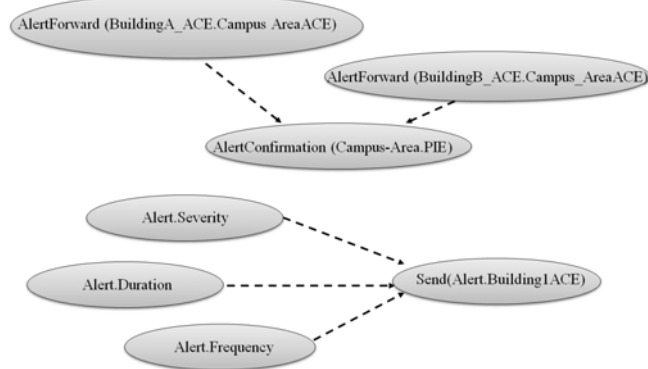 AlertForward (BuildingA_ACE.Campus AreaACE)
AlertForward (BuildingB_ACE.Campus_AreaACE)
AlertConfirmation (Campus-Area.PIE)
Alert.Severity
Alert.Duration
Send(Alert.Building1ACE)
Alert.Frequency